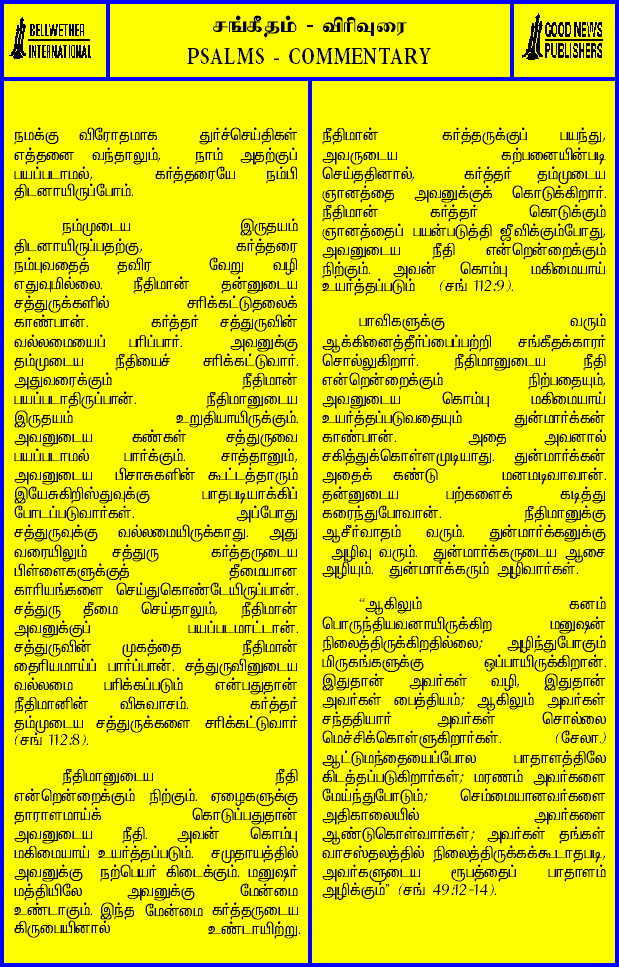 BELLWETHER
INTERNATIONAL
சங்கீதம் - விரிவுரை
PSALMS - COMMENTARY
GOOD NEWS
PUBLISHERS
நமக்கு விரோதமாக துர்ச்செய்திகள்
எத்தனை வந்தாலும், நாம் அதற்குப்
பயப்படாமல், கர்த்தரையே நம்பி
திடனாயிருப்போம்.
நம்முடைய இருதயம்
திடனாயிருப்பதற்கு, கர்த்தரை
நம்புவதைத் தவிர வேறு வழி
எதுவுமில்லை. நீதிமான் தன்னுடைய
சத்துருக்களில் சரிக்கட்டுதலைக்
காண்பான். கர்த்தர் சத்துருவின்
வல்லமையைப் பரிப்பார். அவனுக்கு
தம்முடைய நீதியைச் சரிக்கட்டுவார்.
அதுவரைக்கும் நீதிமான்
பயப்படாதிருப்பான். நீதிமானுடைய
இருதயம் உறுதியாயிருக்கும்.
அவனுடைய கண்கள் சத்துருவை
பயப்படாமல் பார்க்கும். சாத்தானும்,
அவனுடைய பிசாசுகளின் கூட்டத்தாரும்
இயேசுகிறிஸ்துவுக்கு பாதபடியாக்கிப்
போடப்படுவார்கள். அப்போது
சத்துருவுக்கு வல்லமையிருக்காது. அது
வரையிலும் சத்துரு கர்த்தருடைய
பிள்ளைகளுக்குத் தீமையான
காரியங்களை செய்துகொண்டேயிருப்பான்.
சத்துரு தீமை செய்தாலும், நீதிமான்
அவனுக்குப் பயப்படமாட்டான்.
சத்துருவின் முகத்தை நீதிமான்
தைரியமாய்ப் பார்ப்பான். சத்துருவினுடைய
வல்லமை பரிக்கப்படும் என்பதுதான்
நீதிமானின் விசுவாசம். கர்த்தர்
தம்முடைய சத்துருக்களை சரிக்கட்டுவார்
(சங் 112:8).
நீதிமானுடைய நீதி
என்றென்றைக்கும் நிற்கும். ஏழைகளுக்கு
தாராளமாய்க் கொடுப்பதுதான்
அவனுடைய நீதி. அவன் கொம்பு
மகிமையாய் உயர்த்தப்படும். சமுதாயத்தில்
அவனுக்கு நற்பெயர் கிடைக்கும். மனுஷர்
மத்தியிலே அவனுக்கு மேன்மை
உண்டாகும். இந்த மேன்மை கர்த்தருடைய
கிருபையினால் உண்டாயிற்று.
நீதிமான் கர்த்தருக்குப் பயந்து,
அவருடைய கற்பனையின்படி
செய்ததினால், கர்த்தர் தம்முடைய
ஞானத்தை அவனுக்குக் கொடுக்கிறார்.
நீதிமான் கர்த்தர் கொடுக்கும்
ஞானத்தைப் பயன்படுத்தி ஜீவிக்கும்போது,
அவனுடைய நீதி என்றென்றைக்கும்
நிற்கும். அவன் கொம்பு மகிமையாய்
உயர்த்தப்படும் (சங் 112:9).
பாவிகளுக்கு வரும்
ஆக்கினைத்தீர்ப்பைப்பற்றி சங்கீதக்காரர்
சொல்லுகிறார். நீதிமானுடைய நீதி
என்றென்றைக்கும் நிற்பதையும்,
அவனுடைய கொம்பு மகிமையாய்
உயர்த்தப்படுவதையும் துன்மார்க்கன்
காண்பான். அதை அவனால்
சகித்துக்கொள்ளமுடியாது. துன்மார்க்கன்
அதைக் கண்டு மனமடிவாவான்.
தன்னுடைய பற்களைக் கடித்து
கரைந்துபோவான். நீதிமானுக்கு
ஆசீர்வாதம் வரும். துன்மார்க்கனுக்கு
அழிவு வரும். துன்மார்க்கருடைய ஆசை
அழியும். துன்மார்க்கரும் அழிவார்கள்.
“ஆகிலும் கனம்
பொருந்தியவனாயிருக்கிற மனுஷன்
நிலைத்திருக்கிறதில்லை; அழிந்துபோகும்
மிருகங்களுக்கு ஒப்பாயிருக்கிறான்.
இதுதான் அவர்கள் வழி, இதுதான்
அவர்கள் பைத்தியம்; ஆகிலும் அவர்கள்
சந்ததியார் அவர்கள் சொல்லை
மெச்சிக்கொள்ளுகிறார்கள். (சேலா.)
ஆட்டுமந்தையைப்போல பாதாளத்திலே
கிடத்தப்படுகிறார்கள்; மரணம் அவர்களை
மேய்ந்துபோடும்; செம்மையானவர்களை
அதிகாலையில் அவர்களை
ஆண்டுகொள்வார்கள்; அவர்கள் தங்கள்
வாசஸ்தலத்தில் நிலைத்திருக்கக்கூடாதபடி,
அவர்களுடைய ரூபத்தைப் பாதாளம்
அழிக்கும்” (சங் 49:12-14).